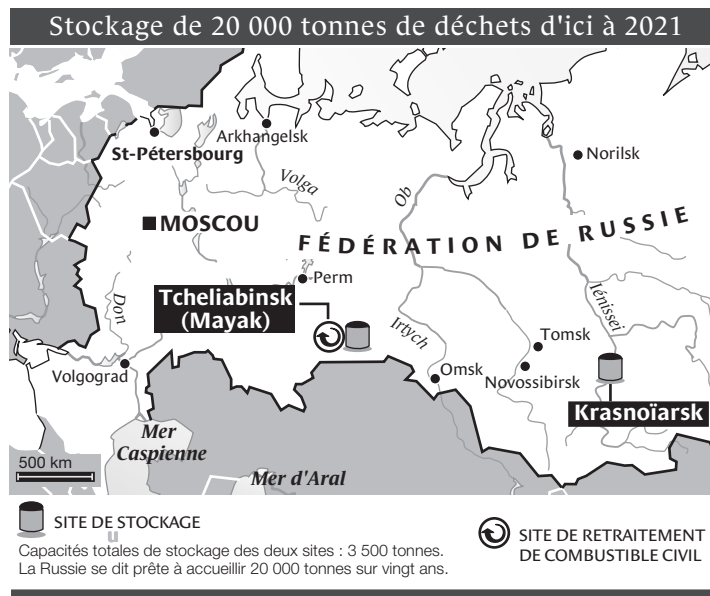 Stockage de 20 000 tonnes de déchets d'ici à 2021
Arkhangelsk
St-Pétersbourg
Norilsk
Volga
Ob
MOSCOU
FÉDÉRATION DE RUSSIE
Perm
Tcheliabinsk
(Mayak)
Don
Iénissei
Irtych
Tomsk
Volgograd
Omsk
Novossibirsk
Krasnoïarsk
Mer
Caspienne
500 km
Mer d'Aral
SITE DE STOCKAGE
u
Capacités totales de stockage des deux sites : 3 500 tonnes.
La Russie se dit prête à accueillir 20 000 tonnes sur vingt ans.
SITE DE RETRAITEMENT
DE COMBUSTIBLE CIVIL